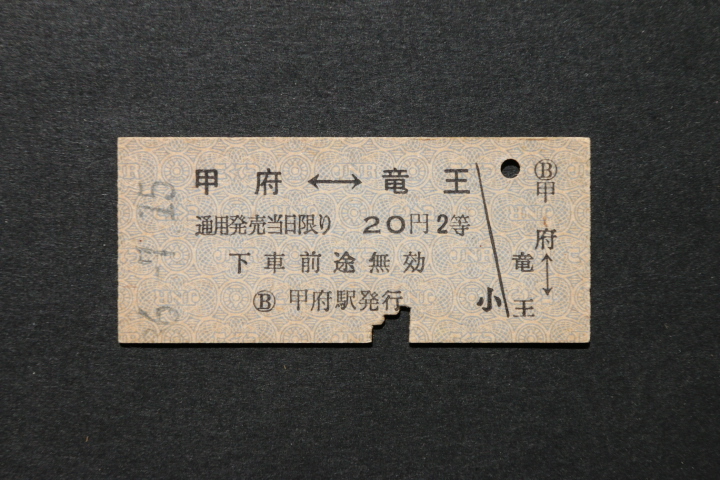 甲府 ←→ 竜王
通用発売当日限り 20円 2等
下車前途無効
Ⓑ 甲府駅発行
小
Ⓑ
甲府
←→
竜王
JNR